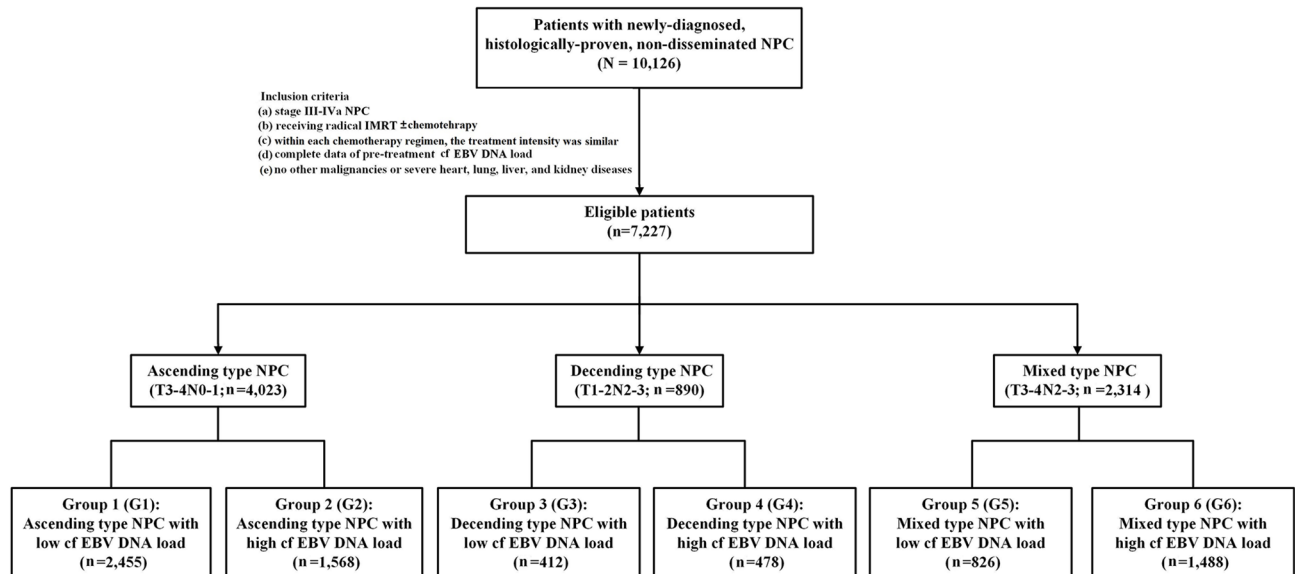 Patients with newly-diagnosed,
histologically-proven, non-disseminated NPC
(N = 10,126)
Inclusion criteria
(a) stage III-IVa NPC
(b) receiving radical IMRT ±chemotehrapy
(c) within each chemotherapy regimen, the treatment intensity was similar
(d) complete data of pre-treatment cf EBV DNA load
(e) no other malignancies or severe heart, lung, liver, and kidney diseases
Eligible patients
(n=7,227)
Ascending type NPC
(T3-4N0-1; n=4,023)
Decending type NPC
(T1-2N2-3; n=890)
Mixed type NPC
(T3-4N2-3; n=2,314 )
Group 1 (G1):
Ascending type NPC with
low cf EBV DNA load
(n=2,455)
Group 2 (G2):
Ascending type NPC with
high cf EBV DNA load
(n=1,568)
Group 3 (G3):
Decending type NPC with
low cf EBV DNA load
(n=412)
Group 4 (G4):
Decending type NPC with
high cf EBV DNA load
(n=478)
Group 5 (G5):
Mixed type NPC with
low cf EBV DNA load
(n=826)
Group 6 (G6):
Mixed type NPC with
high cf EBV DNA load
(n=1,488)